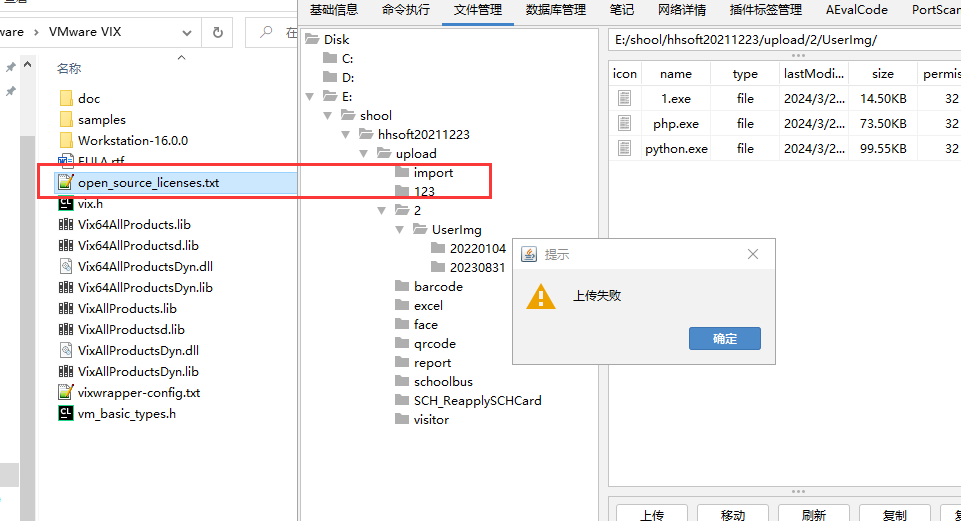 ware > VMware VIX
在
名称
doc
samples
Workstation-16.0.0
EULA.rtf
open_source_licenses.txt
vix.h
Vix64AllProducts.lib
Vix64AllProductsd.lib
Vix64AllProductsDyn.dll
Vix64AllProductsDyn.lib
VixAllProducts.lib
VixAllProductsd.lib
VixAllProductsDyn.dll
VixAllProductsDyn.lib
vixwrapper-config.txt
vm_basic_types.h
基础信息 命令执行 文件管理 数据库管理 笔记 网络详情 插件标签管理 AEvalCode PortScan
Disk
C:
D:
E:
shool
hhsoft20211223
upload
import
123
2
UserImg
20220104
20230831
barcode
excel
face
qrcode
report
schoolbus
SCH_ReapplySCHCard
visitor
E:/shool/hhsoft20211223/upload/2/UserImg/
icon name type lastModi... size permis
1.exe file 2024/3/2... 14.50KB 32
php.exe file 2024/3/2... 73.50KB 32
python.exe file 2024/3/2... 99.55KB 32
提示
上传失败
确定
上传 移动 刷新 复制